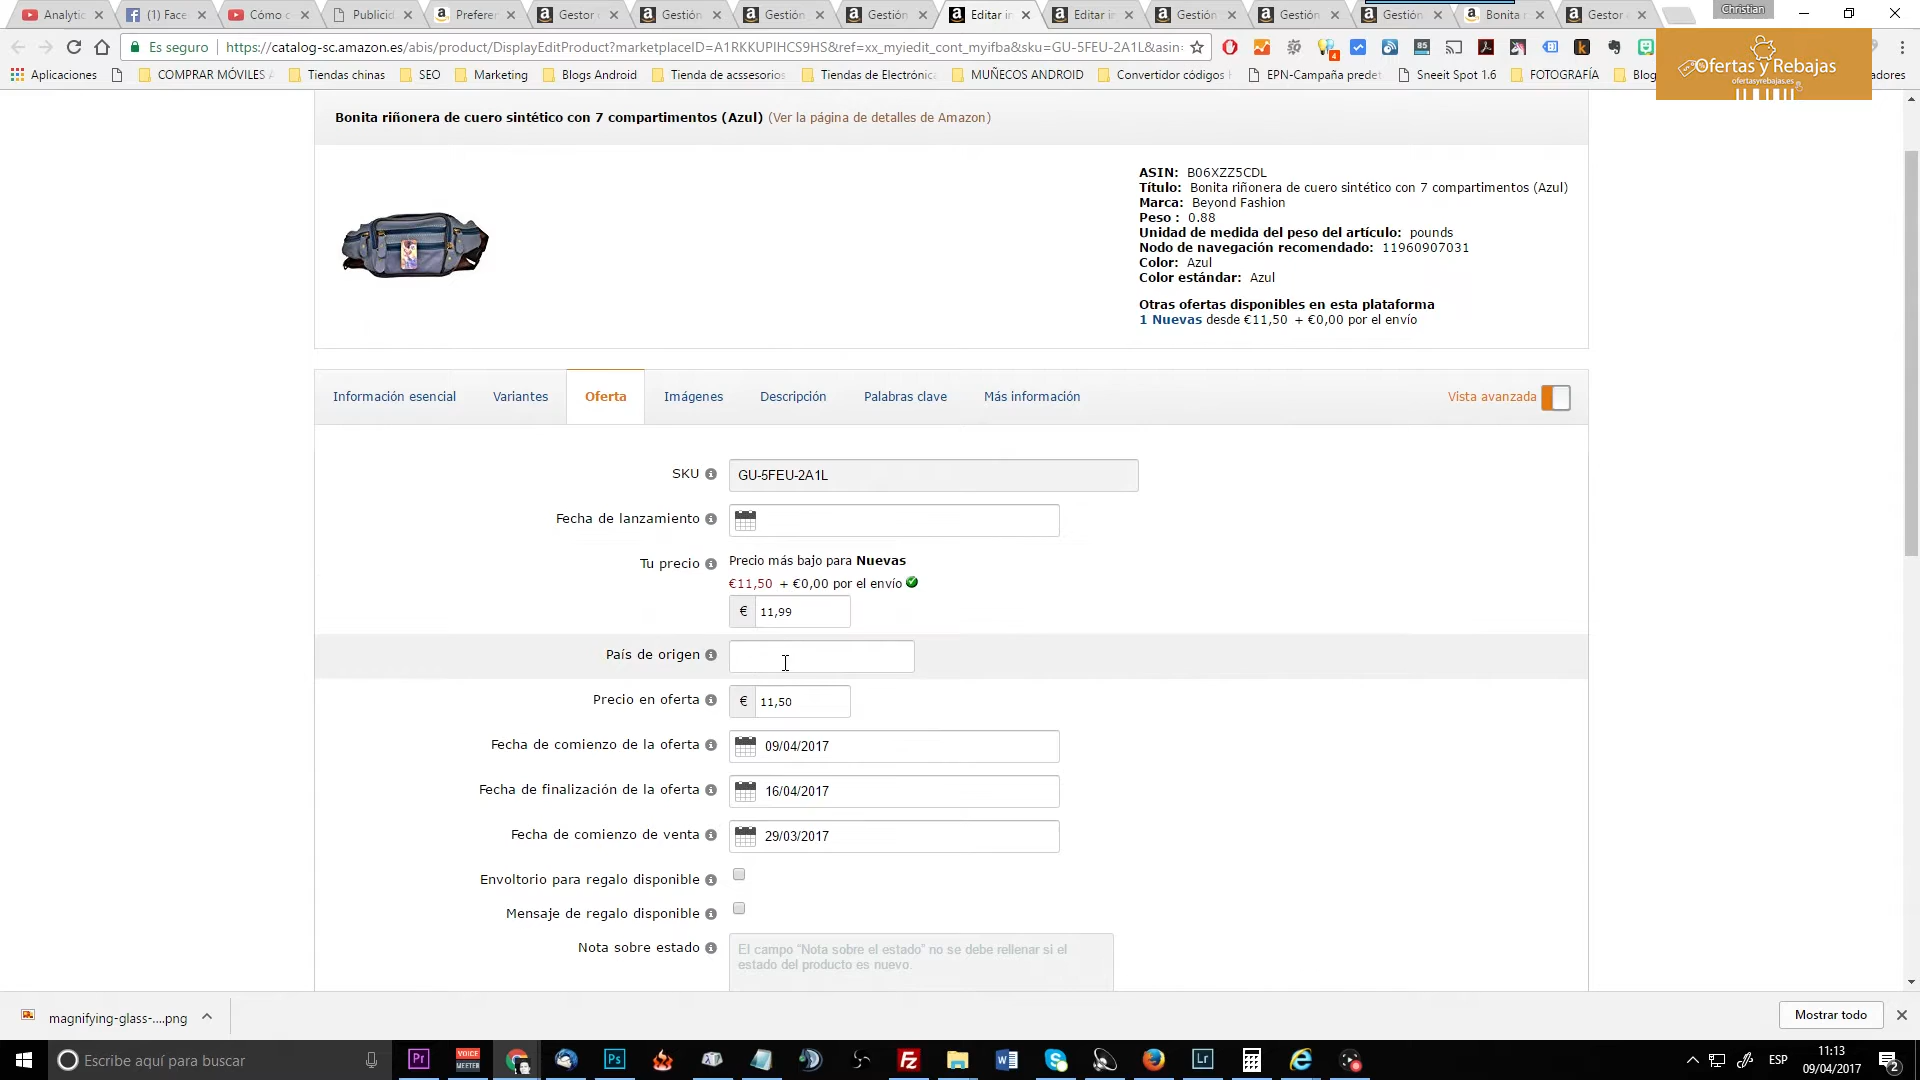 Analytic
(1) Face
Cómo c
Publicid
Preferer
Gestor
Gestión
Gestión
Gestión
Editar in
Editar in
Gestión
Gestión
Gestión
Bonita r
Gestor
Christian
Es seguro
https://catalog-sc.amazon.es/abis/product/DisplayEditProduct?marketplaceID=A1RKKUPIHCS9HS&ref=xx_myiedit_cont_myifba&sku=GU-5FEU-2A1L&asin=
Aplicaciones
COMPRAR MÓVILES
Tiendas chinas
SEO
Marketing
Blogs Android
Tienda de acssesorios
Tiendas de Electrónica
MUÑECOS ANDROID
Convertidor códigos
EPN-Campaña predet
Sneeit Spot 1.6
FOTOGRAFÍA
Blog
adores
Ofertas y Rebajas
ofertasyrebajas.es
Bonita riñonera de cuero sintético con 7 compartimentos (Azul) (Ver la página de detalles de Amazon)
ASIN: B06XZZ5CDL
Título: Bonita riñonera de cuero sintético con 7 compartimentos (Azul)
Marca: Beyond Fashion
Peso : 0.88
Unidad de medida del peso del artículo: pounds
Nodo de navegación recomendado: 11960907031
Color: Azul
Color estándar: Azul
Otras ofertas disponibles en esta plataforma
1 Nuevas desde €11,50 + €0,00 por el envío
Información esencial
Variantes
Oferta
Imágenes
Descripción
Palabras clave
Más información
Vista avanzada
SKU
GU-5FEU-2A1L
Fecha de lanzamiento
Tu precio
Precio más bajo para Nuevas
€11,50 + €0,00 por el envío
€ 11,99
País de origen
Precio en oferta
€ 11,50
Fecha de comienzo de la oferta
09/04/2017
Fecha de finalización de la oferta
16/04/2017
Fecha de comienzo de venta
29/03/2017
Envoltorio para regalo disponible
Mensaje de regalo disponible
Nota sobre estado
El campo "Nota sobre el estado" no se debe rellenar si el
estado del producto es nuevo.
magnifying-glass-....png
Mostrar todo
Escribe aquí para buscar
ESP
11:13
09/04/2017
2